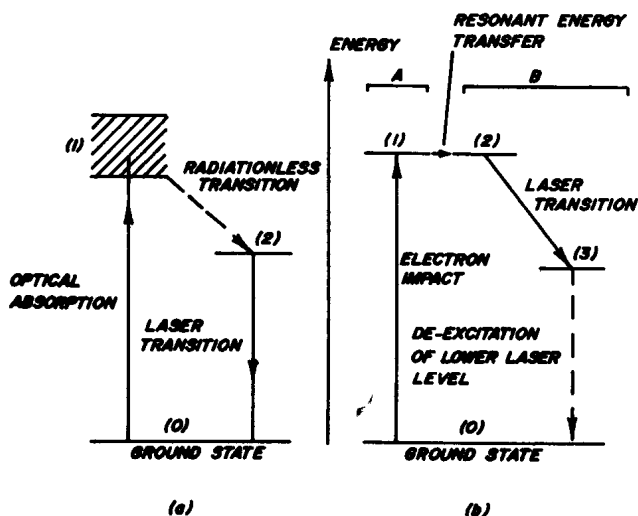 RESONANT ENERGY
TRANSFER
ENERGY
A
B
(1)
(1)
(2)
RADIATIONLESS
TRANSITION
LASER
TRANSITION
(2)
(3)
OPTICAL
ABSORPTION
ELECTRON
IMPACT
LASER
TRANSITION
DE-EXCITATION
OF LOWER LASER
LEVEL
(0)
(0)
GROUND STATE
GROUND STATE
(a)
(b)